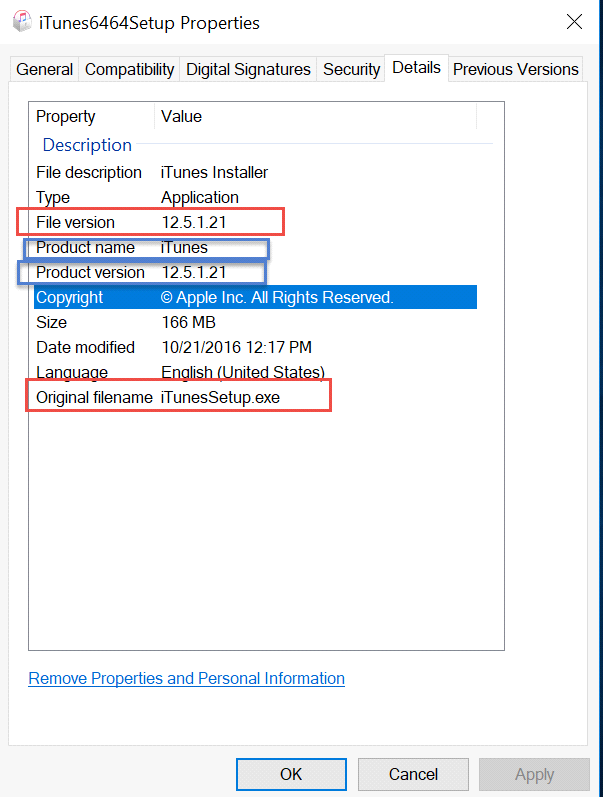 iTunes6464Setup Properties
General Compatibility Digital Signatures Security Details Previous Versions
Property Value
Description
File description iTunes Installer
Type Application
File version 12.5.1.21
Product name iTunes
Product version 12.5.1.21
Copyright © Apple Inc. All Rights Reserved.
Size 166 MB
Date modified 10/21/2016 12:17 PM
Language English (United States)
Original filename iTunesSetup.exe
Remove Properties and Personal Information
OK Cancel Apply